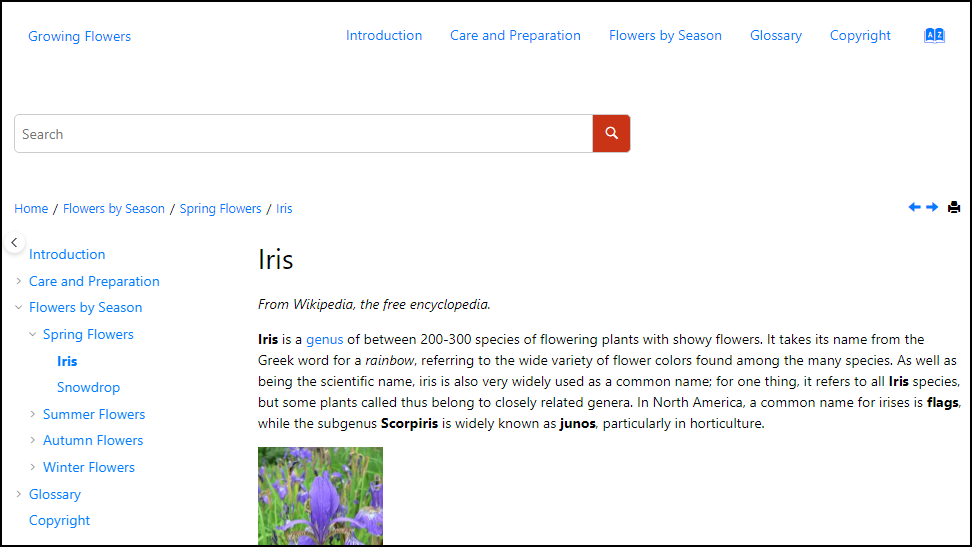 Growing Flowers
Introduction
Care and Preparation
Flowers by Season
Glossary
Copyright
A Z
Search
Home / Flowers by Season / Spring Flowers / Iris
Introduction
Care and Preparation
Flowers by Season
Spring Flowers
Iris
Snowdrop
Summer Flowers
Autumn Flowers
Winter Flowers
Glossary
Copyright
Iris
From Wikipedia, the free encyclopedia.
Iris is a genus of between 200-300 species of flowering plants with showy flowers. It takes its name from the
Greek word for a rainbow, referring to the wide variety of flower colors found among the many species. As well as
being the scientific name, iris is also very widely used as a common name; for one thing, it refers to all Iris species,
but some plants called thus belong to closely related genera. In North America, a common name for irises is flags,
while the subgenus Scorpiris is widely known as junos, particularly in horticulture.